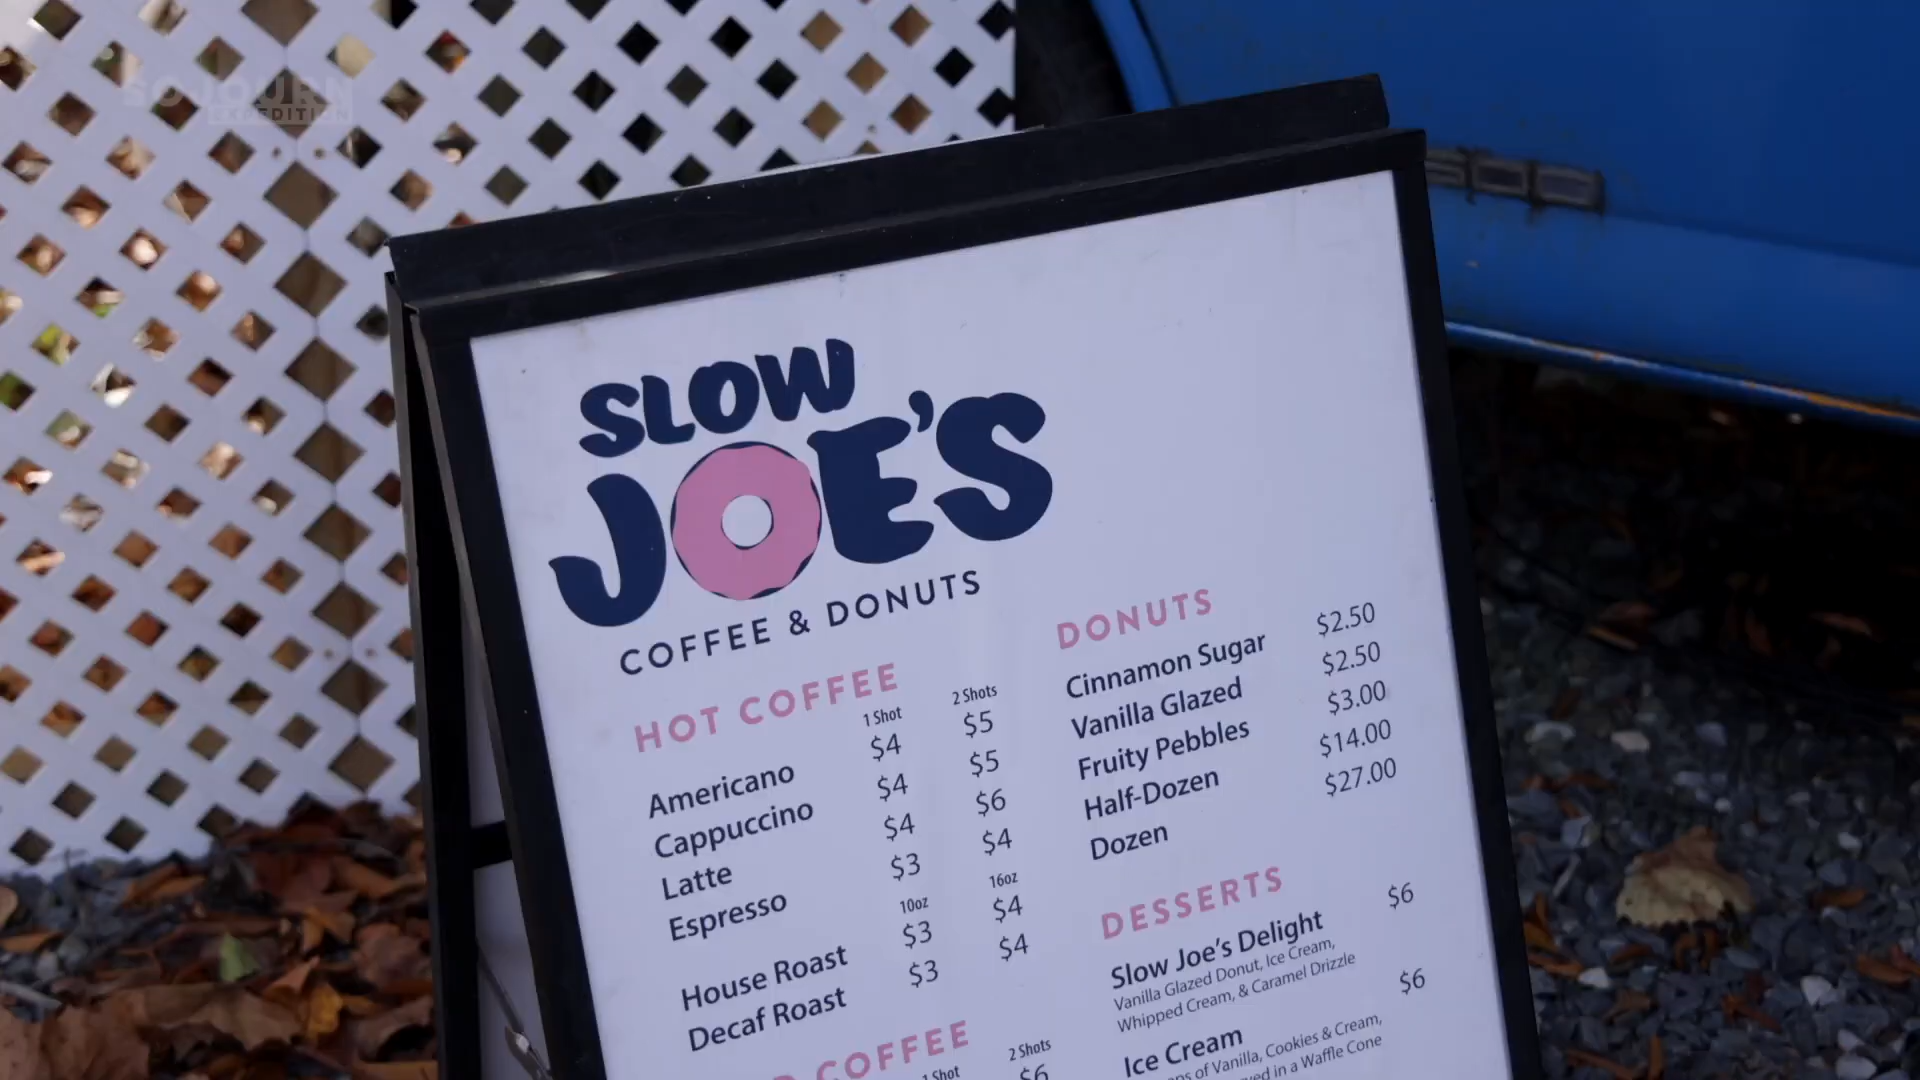 SOJOURN
EXPEDITION
SLOW
JOE'S
COFFEE & DONUTS
HOT COFFEE
1 Shot 2 Shots
Americano $4 $5
Cappuccino $4 $5
Latte $4 $6
Espresso $3 $4
10oz 16oz
House Roast $3 $4
Decaf Roast $3 $4
COFFEE
1 Shot 2 Shots
$6
DONUTS
Cinnamon Sugar $2.50
Vanilla Glazed $2.50
Fruity Pebbles $3.00
Half-Dozen $14.00
Dozen $27.00
DESSERTS
Slow Joe's Delight $6
Vanilla Glazed Donut, Ice Cream,
Whipped Cream, & Caramel Drizzle
Ice Cream $6
of Vanilla, Cookies & Cream,
in a Waffle Cone